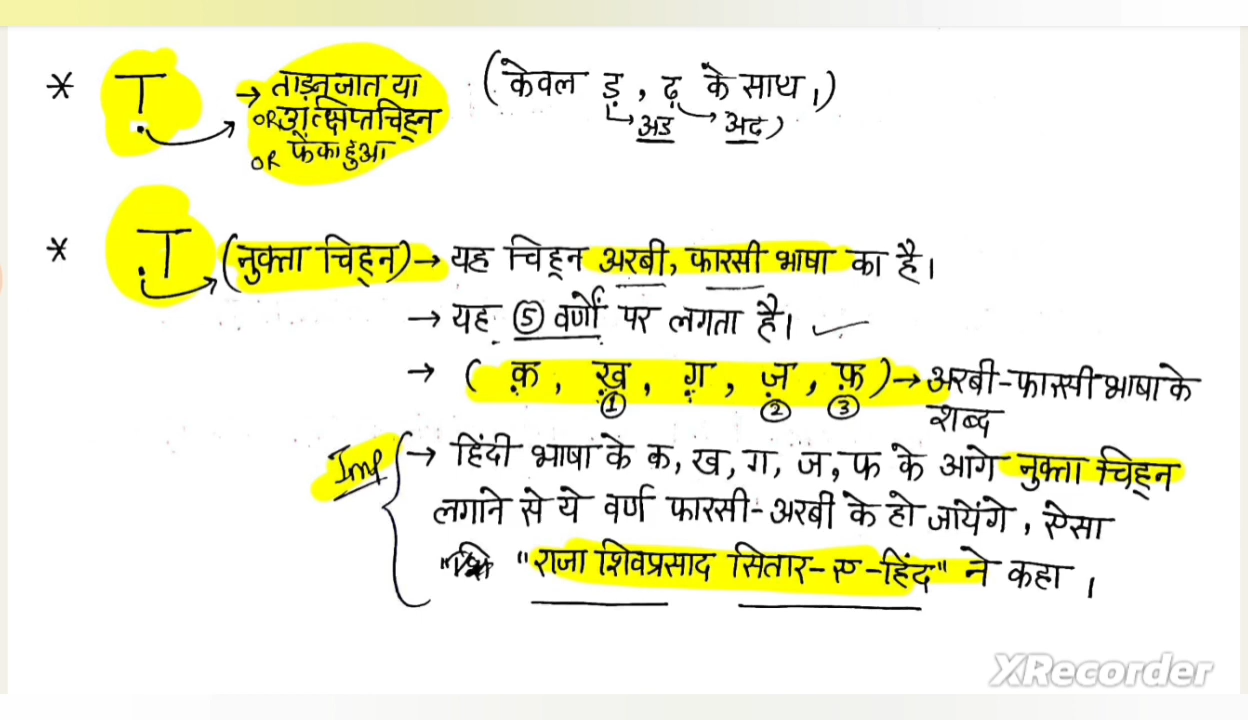 * → ताड़नजात या (केवल ड़, ढ़ के साथ।)
OR उत्क्षिप्त चिह्न → अड → अढ)
OR फेंका हुआ
* (नुक्ता चिह्न) → यह चिह्न अरबी, फारसी भाषा का है।
→ यह ⑤ वर्णों पर लगता है।
→ ( क़, ख़, ग़, ज़, फ़ ) → अरबी-फारसी भाषा के
① ② ③ शब्द
Imp → हिंदी भाषा के क, ख, ग, ज, फ के आगे नुक्ता चिह्न
लगाने से ये वर्ण फारसी-अरबी के हो जायेंगे, ऐसा
"राजा शिवप्रसाद सितार-ए-हिंद" ने कहा।
XRecorder